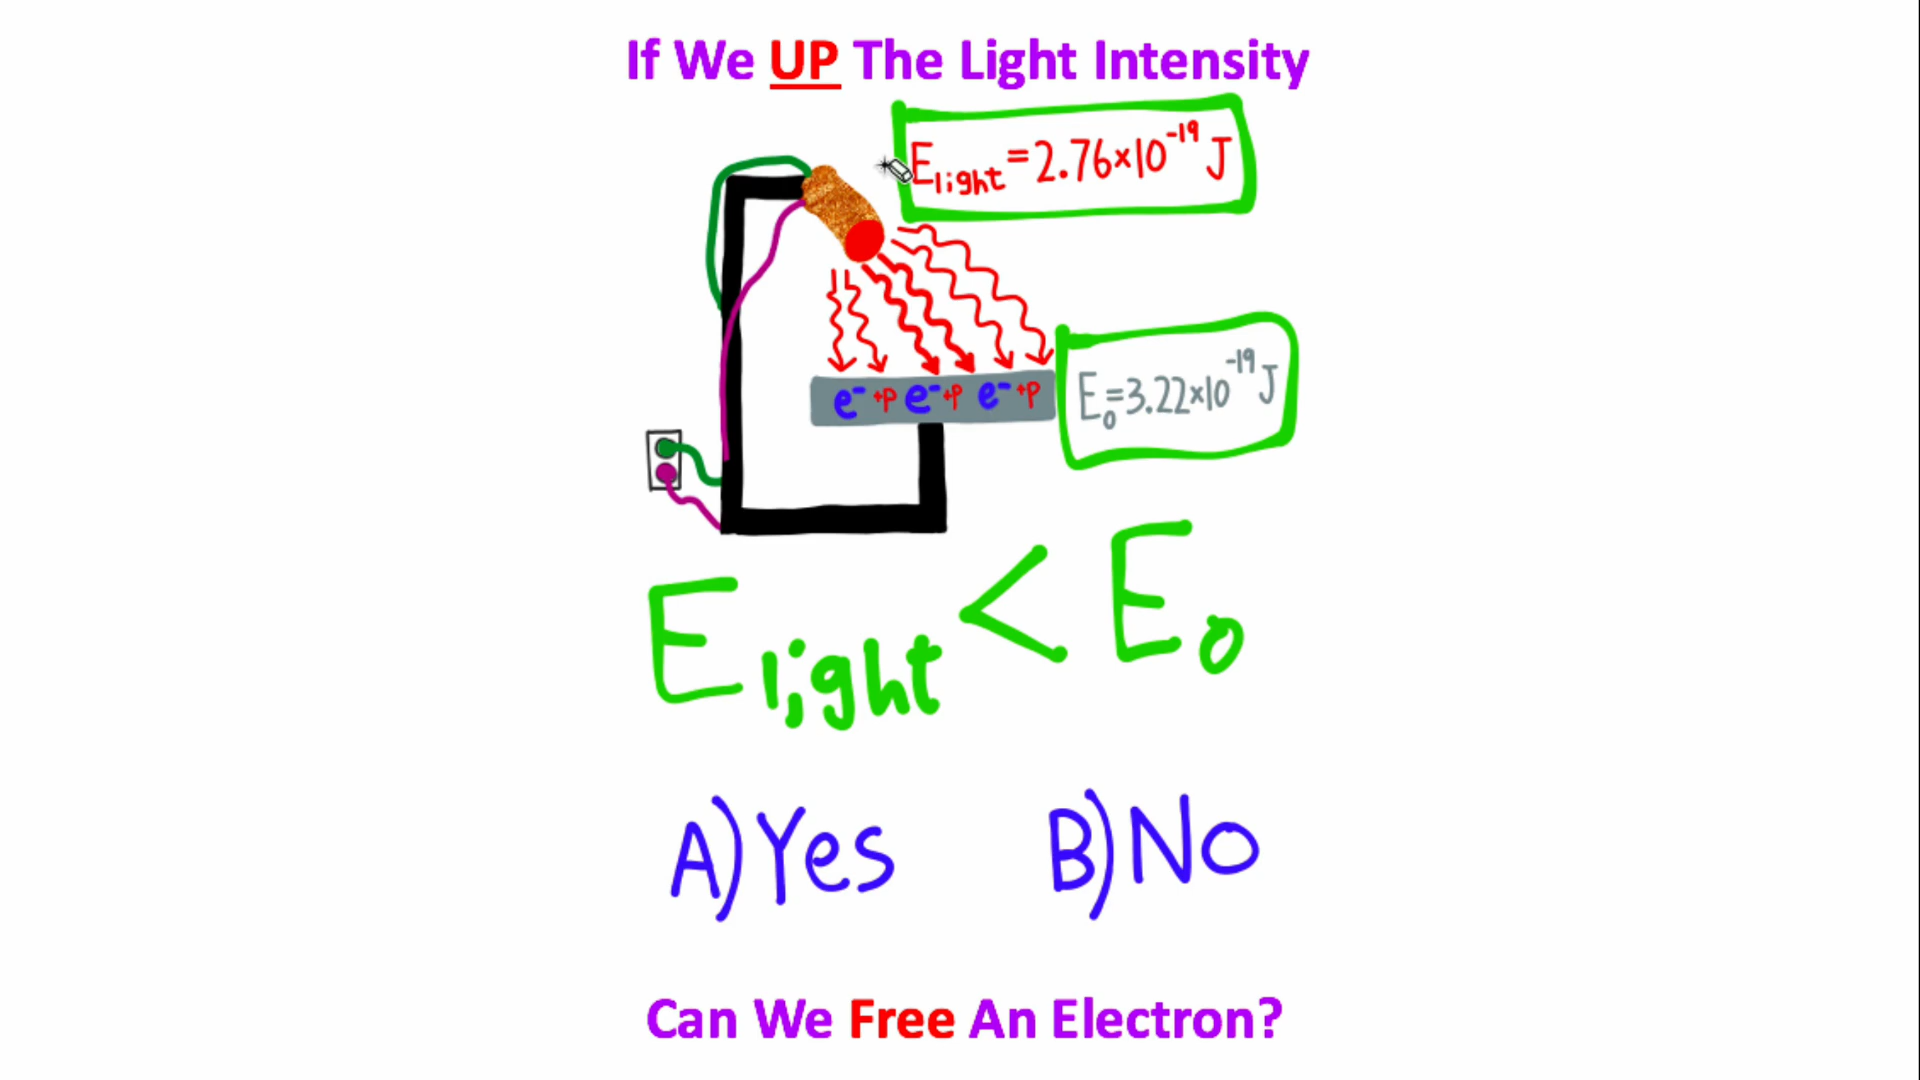 If We UP The Light Intensity
Elight=2.76×10⁻¹⁹ J
e⁻ +p e⁻ +p e⁻ +p
E₀=3.22×10⁻¹⁹ J
Elight < E₀
A) Yes B) No
Can We Free An Electron?